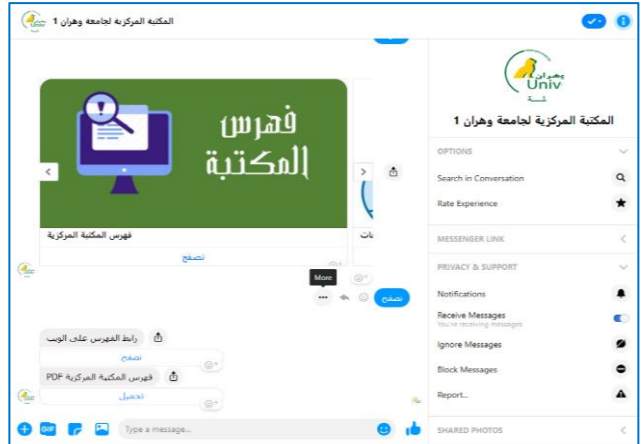 المكتبة المركزية لجامعة وهران 1
فهرس
المكتبة
فهرس المكتبة المركزية
تصفح
More
تصفح
رابط الفهرس على الويب
تصفح
فهرس المكتبة المركزية PDF
تحميل
GIF
Type a message...
وهران
Univ
المكتبة المركزية لجامعة وهران 1
OPTIONS
Search in Conversation
Rate Experience
MESSENGER LINK
PRIVACY & SUPPORT
Notifications
Receive Messages
You're receiving messages
Ignore Messages
Block Messages
Report...
SHARED PHOTOS